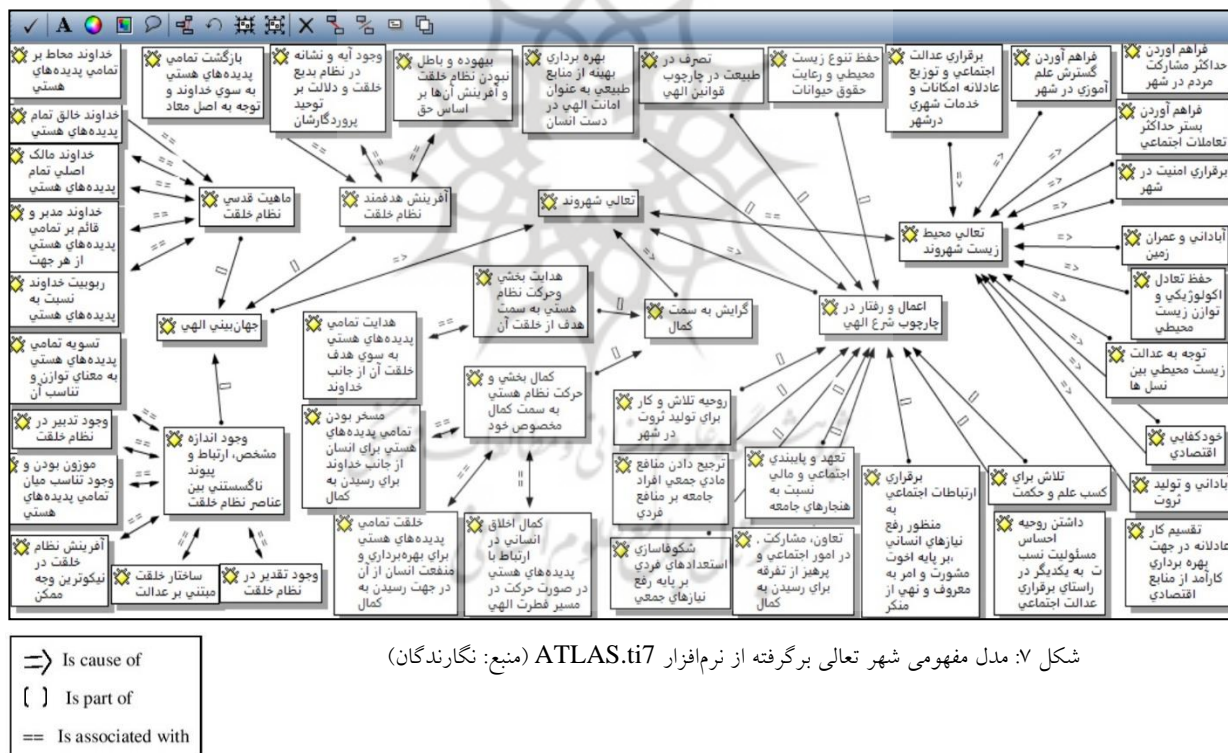 خداوند محاط بر
تمامي پديده‌هاي
هستي
بازگشت تمامي
پديده‌هاي هستي
به سوي خداوند و
توجه به اصل معاد
وجود آيه و نشانه
در نظام بديع
خلقت و دلالت بر
توحيد
پروردگارشان
بيهوده و باطل
نبودن نظام خلقت
و آفرينش آن‌ها بر
اساس حق
بهره برداري
بهينه از منابع
طبيعي به عنوان
امانت الهي در
دست انسان
تصرف در
طبيعت در چارچوب
قوانين الهي
حفظ تنوع زيست
محيطي و رعايت
حقوق حيوانات
برقراري عدالت
اجتماعي و توزيع
عادلانه امكانات و
خدمات شهري
درشهر
فراهم آوردن
گسترش علم
آموزي در شهر
فراهم آوردن
حداكثر مشاركت
مردم در شهر
خداوند خالق تمام
پديده‌هاي هستي
خداوند مالك
اصلي تمام
پديده‌هاي هستي
خداوند مدبر و
قائم بر تمامي
پديده‌هاي هستي
از هر جهت
ربوبيت خداوند
نسبت به
پديده‌هاي هستي
تسويه تمامي
پديده‌هاي هستي
به معناي توازن و
تناسب آن
وجود تدبير در
نظام خلقت
موزون بودن و
وجود تناسب ميان
تمامي پديده‌هاي
هستي
آفرينش نظام
خلقت در
نيكوترين وجه
ممكن
ماهيت قدسي
نظام خلقت
آفرينش هدفمند
نظام خلقت
تعالي شهروند
تعالي محيط
زيست شهروند
جهان‌بيني الهي
هدايت بخشي
وحركت نظام
هستي به سمت
هدف از خلقت آن
گرايش به سمت
كمال
اعمال و رفتار در
چارچوب شرع الهي
هدايت تمامي
پديده‌هاي هستي
به سوي هدف
خلقت آن از جانب
خداوند
كمال بخشي و
حركت نظام هستي
به سمت كمال
مخصوص خود
مسخر بودن
تمامي پديده‌هاي
هستي براي انسان
از جانب خداوند
براي رسيدن به
كمال
وجود اندازه
مشخص، ارتباط و
پيوند
ناگسستني بين
عناصر نظام خلقت
ساختار خلقت
مبتني بر عدالت
وجود تقدير در
نظام خلقت
خلقت تمامي
پديده‌هاي هستي
براي بهره‌برداري و
منفعت انسان از آن
در جهت رسيدن به
كمال
كمال اخلاق
انساني در
ارتباط با
پديده‌هاي هستي
در صورت حركت در
مسير فطرت الهي
روحيه تلاش و كار
براي توليد ثروت
در شهر
ترجيح دادن منافع
مادي جمعي افراد
جامعه بر منافع
فردي
شكوفاسازي
استعدادهاي فردي
بر پايه رفع
نيازهاي جمعي
تعهد و پايبندي
اجتماعي و مالي
نسبت به
هنجارهاي جامعه
تعاون، مشاركت .
در امور اجتماعي و
پرهيز از تفرقه
براي رسيدن به
كمال
برقراري
ارتباطات اجتماعي
به
منظور رفع
نيازهاي انساني
،بر پايه اخوت
مشورت و امر به
معروف و نهي از
منكر
تلاش براي
كسب علم و حكمت
داشتن روحيه
احساس
مسئوليت نسب
ت به يكديگر در
راستاي برقراري
عدالت اجتماعي
فراهم آوردن
بستر حداكثر
تعاملات اجتماعي
برقراري امنيت در
شهر
آباداني و عمران
زمين
حفظ تعادل
اكولوژيكي و
توازن زيست
محيطي
توجه به عدالت
زيست محيطي بين
نسل ها
خودكفايي
اقتصادي
باداني و توليد
ثروت
تقسيم كار
عادلانه در جهت
بهره برداري
كارآمد از منابع
اقتصادي
=> Is cause of
[ ] Is part of
== Is associated with
شکل ۷: مدل مفهومی شهر تعالی برگرفته از نرم‌افزار ATLAS.ti7 (منبع: نگارندگان)